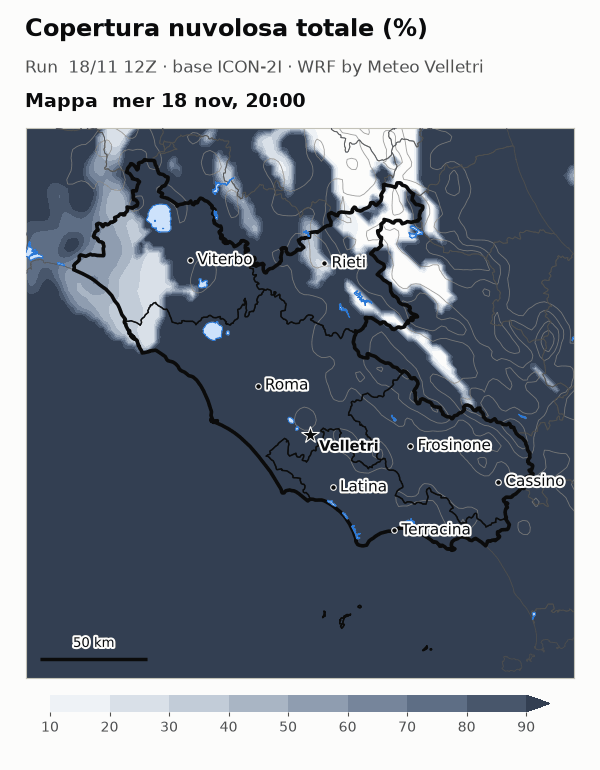 Copertura nuvolosa totale (%)
Run 18/11 12Z · base ICON-2I · WRF by Meteo Velletri
Mappa mer 18 nov, 20:00
Viterbo
Rieti
Roma
Velletri
Frosinone
Latina
Cassino
Terracina
50 km
10 20 30 40 50 60 70 80 90